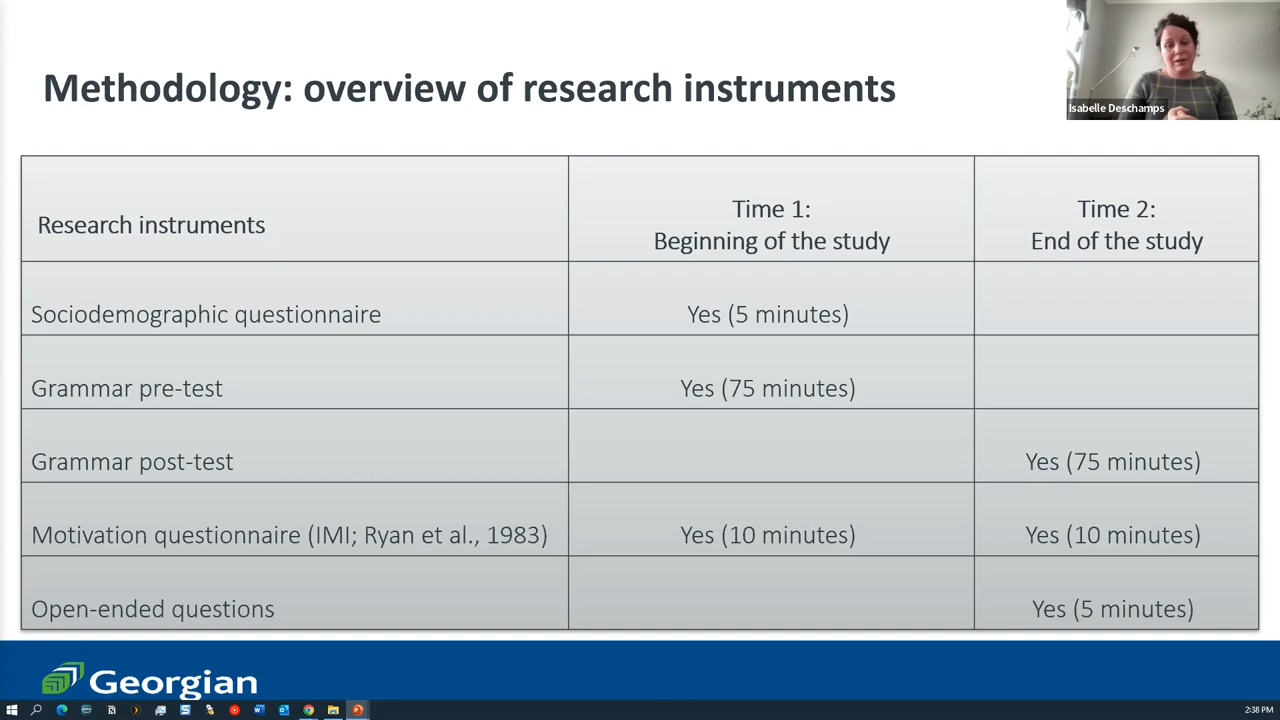 Methodology: overview of research instruments
Isabelle Deschamps
Research instruments
Time 1:
Beginning of the study
Time 2:
End of the study
Sociodemographic questionnaire
Yes (5 minutes)
Grammar pre-test
Yes (75 minutes)
Grammar post-test
Yes (75 minutes)
Motivation questionnaire (IMI; Ryan et al., 1983)
Yes (10 minutes)
Yes (10 minutes)
Open-ended questions
Yes (5 minutes)
Georgian
2:38 PM